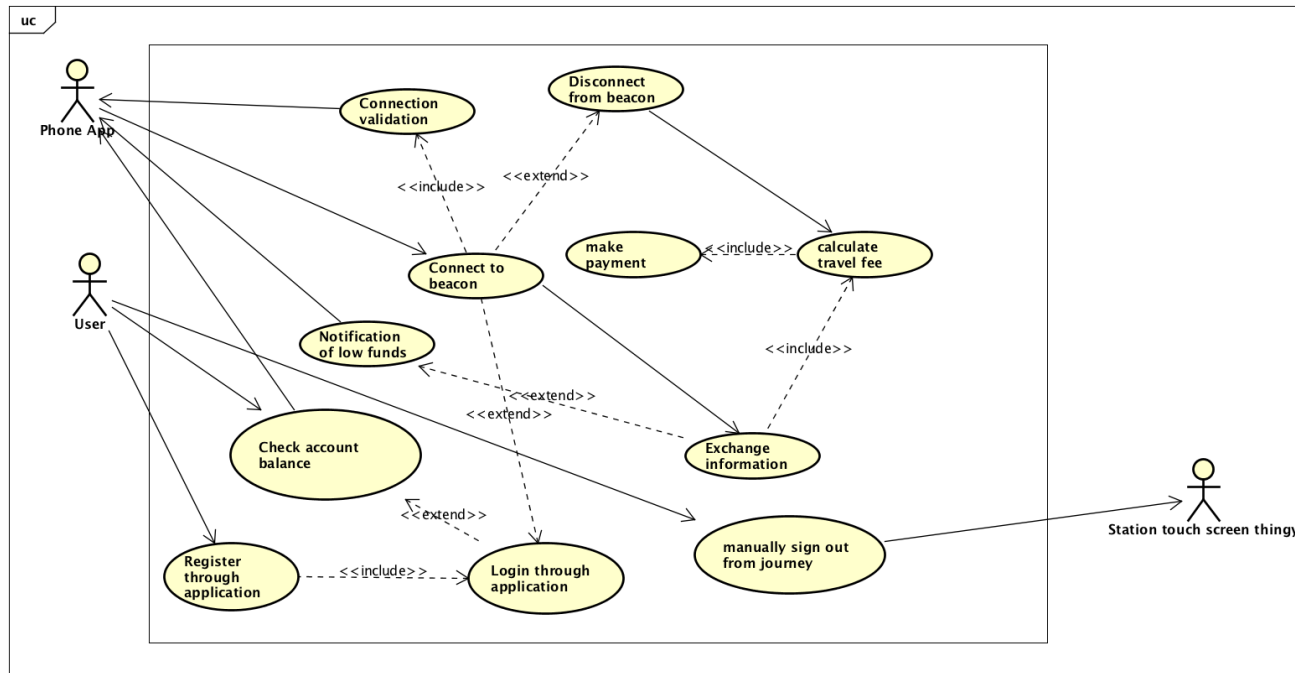 uc
Disconnect
from beacon
Connection
validation
Phone App
<<include>>
<<extend>>
make
payment
<<include>>
calculate
travel fee
Connect to
beacon
User
Notification
of low funds
<<include>>
<<extend>>
<<extend>>
Check account
balance
Exchange
information
<<extend>>
Station touch screen thingy
manually sign out
from journey
Register
through
application
<<include>>
Login through
application